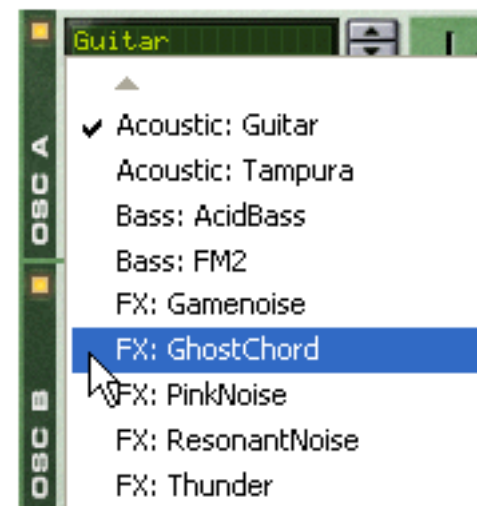 Guitar
OSC A
Acoustic: Guitar
Acoustic: Tampura
Bass: AcidBass
Bass: FM2
FX: Gamenoise
FX: GhostChord
FX: PinkNoise
FX: ResonantNoise
FX: Thunder
OSC B